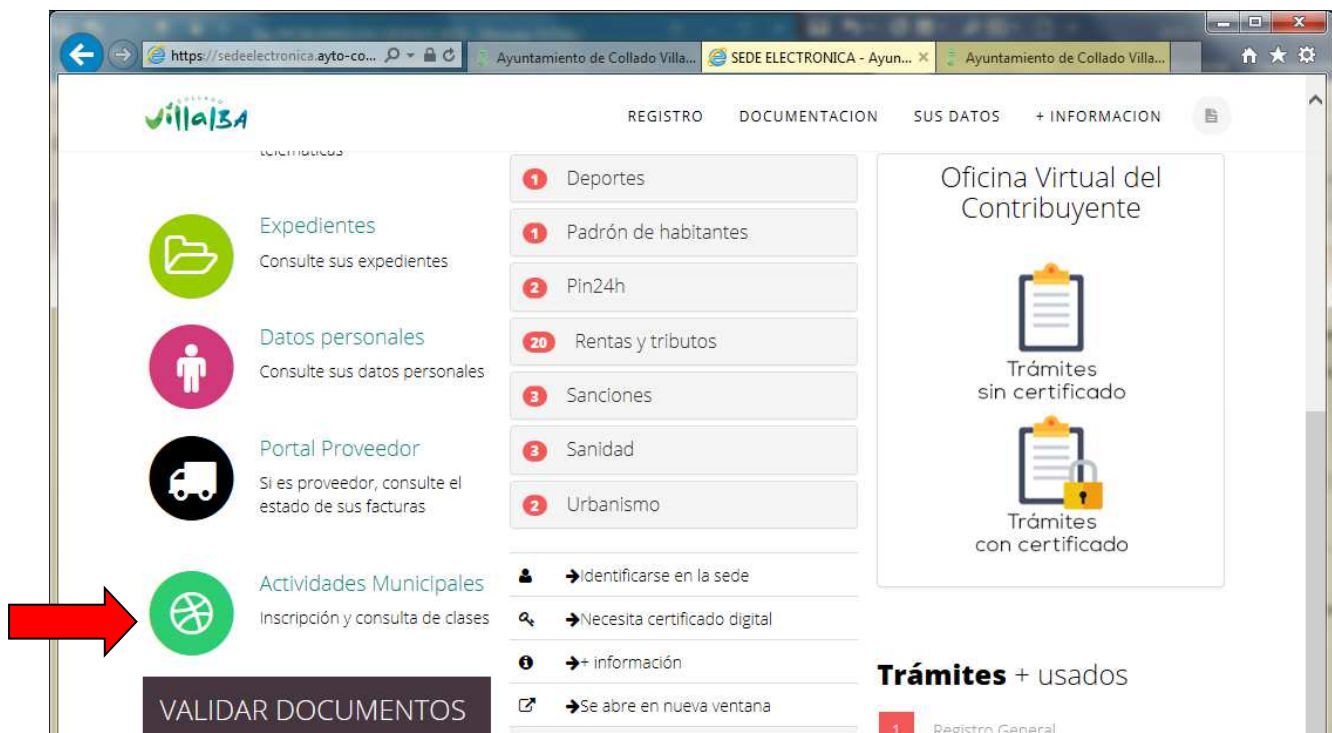 https://sedeelectronica.ayto-co...
Ayuntamiento de Collado Villa...
SEDE ELECTRONICA - Ayun...
Ayuntamiento de Collado Villa...
COLLADO
Villalba
REGISTRO
DOCUMENTACION
SUS DATOS
+ INFORMACION
telemáticas
Expedientes
Consulte sus expedientes
Datos personales
Consulte sus datos personales
Portal Proveedor
Si es proveedor, consulte el
estado de sus facturas
Actividades Municipales
Inscripción y consulta de clases
VALIDAR DOCUMENTOS
1 Deportes
1 Padrón de habitantes
2 Pin24h
20 Rentas y tributos
3 Sanciones
3 Sanidad
2 Urbanismo
➔Identificarse en la sede
➔Necesita certificado digital
➔+ información
➔Se abre en nueva ventana
Oficina Virtual del
Contribuyente
Trámites
sin certificado
Trámites
con certificado
Trámites + usados
1 Registro General